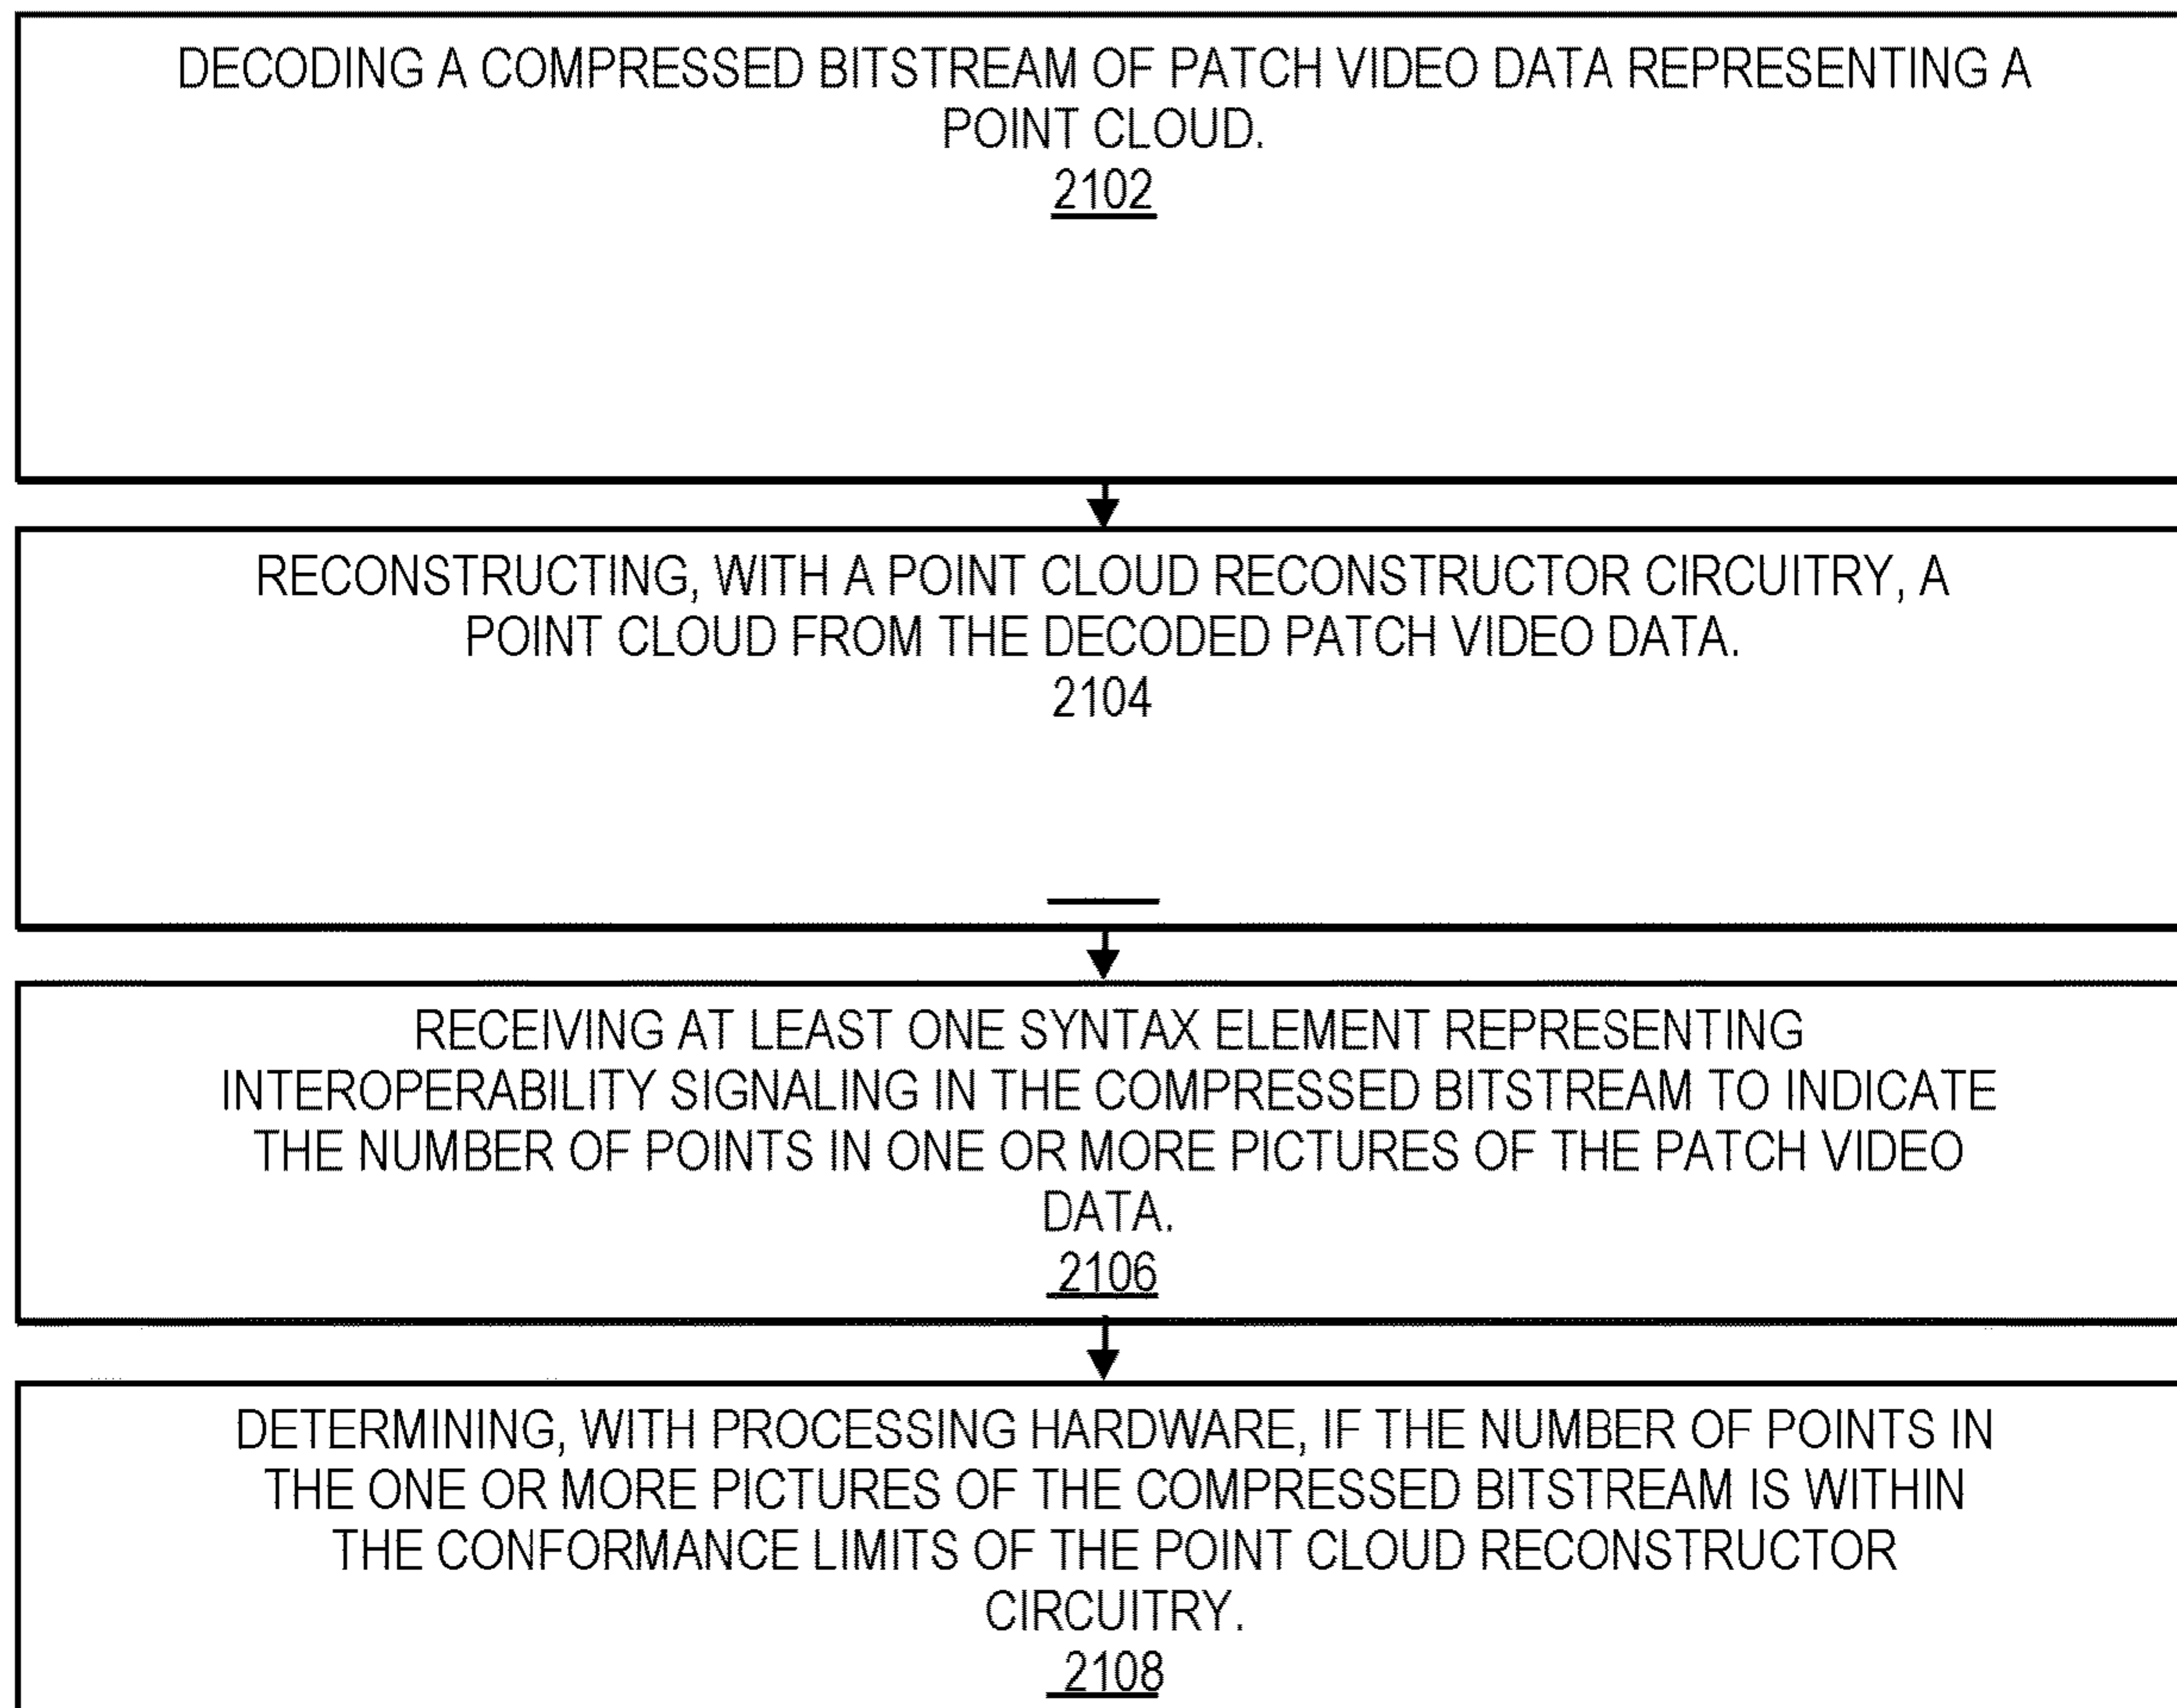 DECODING A COMPRESSED BITSTREAM OF PATCH VIDEO DATA REPRESENTING A
POINT CLOUD.
2102
RECONSTRUCTING, WITH A POINT CLOUD RECONSTRUCTOR CIRCUITRY, A
POINT CLOUD FROM THE DECODED PATCH VIDEO DATA.
2104
RECEIVING AT LEAST ONE SYNTAX ELEMENT REPRESENTING
INTEROPERABILITY SIGNALING IN THE COMPRESSED BITSTREAM TO INDICATE
THE NUMBER OF POINTS IN ONE OR MORE PICTURES OF THE PATCH VIDEO
DATA.
2106
DETERMINING, WITH PROCESSING HARDWARE, IF THE NUMBER OF POINTS IN
THE ONE OR MORE PICTURES OF THE COMPRESSED BITSTREAM IS WITHIN
THE CONFORMANCE LIMITS OF THE POINT CLOUD RECONSTRUCTOR
CIRCUITRY.
2108